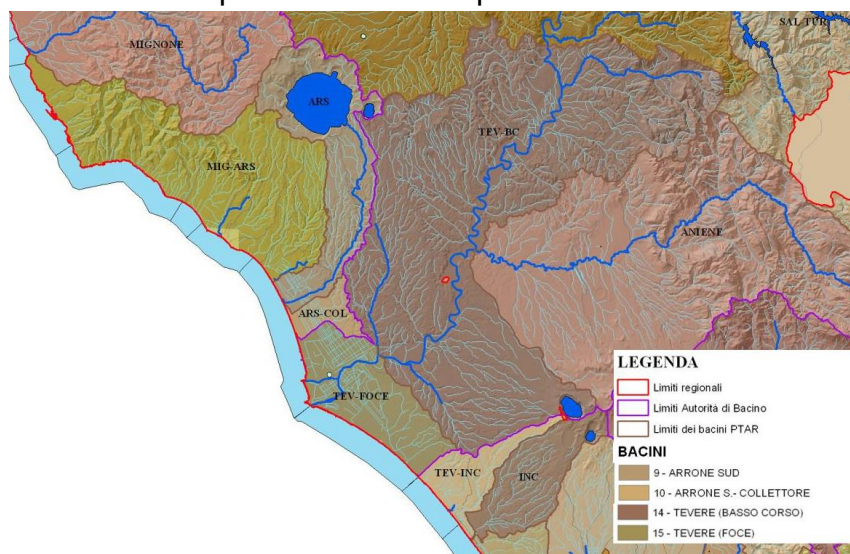 MIGNONE
SAL TUR
ARS
TEV-BC
MIG-ARS
ANIENE
ARS-COL
TEV-FOCE
TEV-INC
INC
LEGENDA
Limiti regionali
Limiti Autorità di Bacino
Limiti dei bacini PTAR
BACINI
9 - ARRONE SUD
10 - ARRONE S.- COLLETTORE
14 - TEVERE (BASSO CORSO)
15 - TEVERE (FOCE)